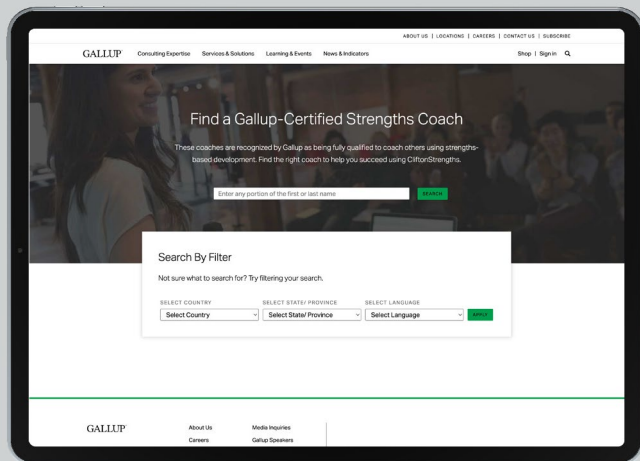 ABOUT US | LOCATIONS | CAREERS | CONTACT US | SUBSCRIBE
GALLUP Consulting Expertise Services & Solutions Learning & Events News & Indicators Shop | Sign in
Find a Gallup-Certified Strengths Coach
These coaches are recognized by Gallup as being fully qualified to coach others using strengths-
based development. Find the right coach to help you succeed using CliftonStrengths.
Enter any portion of the first or last name SEARCH
Search By Filter
Not sure what to search for? Try filtering your search.
SELECT COUNTRY SELECT STATE/ PROVINCE SELECT LANGUAGE
Select Country Select State/ Province Select Language APPLY
GALLUP About Us Media Inquiries
Careers Gallup Speakers